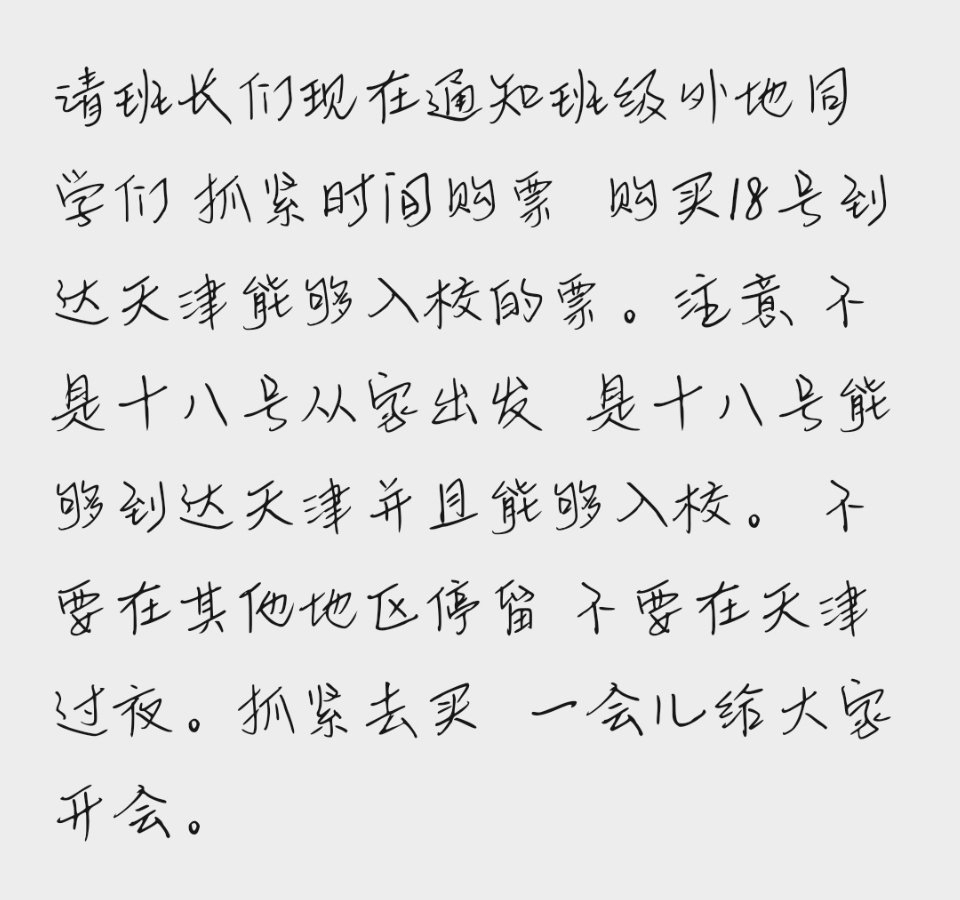 请班长们现在通知班级外地同
学们 抓紧时间购票 购买18号到
达天津能够入校的票。注意 不
是十八号从家出发 是十八号能
够到达天津并且能够入校。 不
要在其他地区停留 不要在天津
过夜。抓紧去买 一会儿给大家
开会。